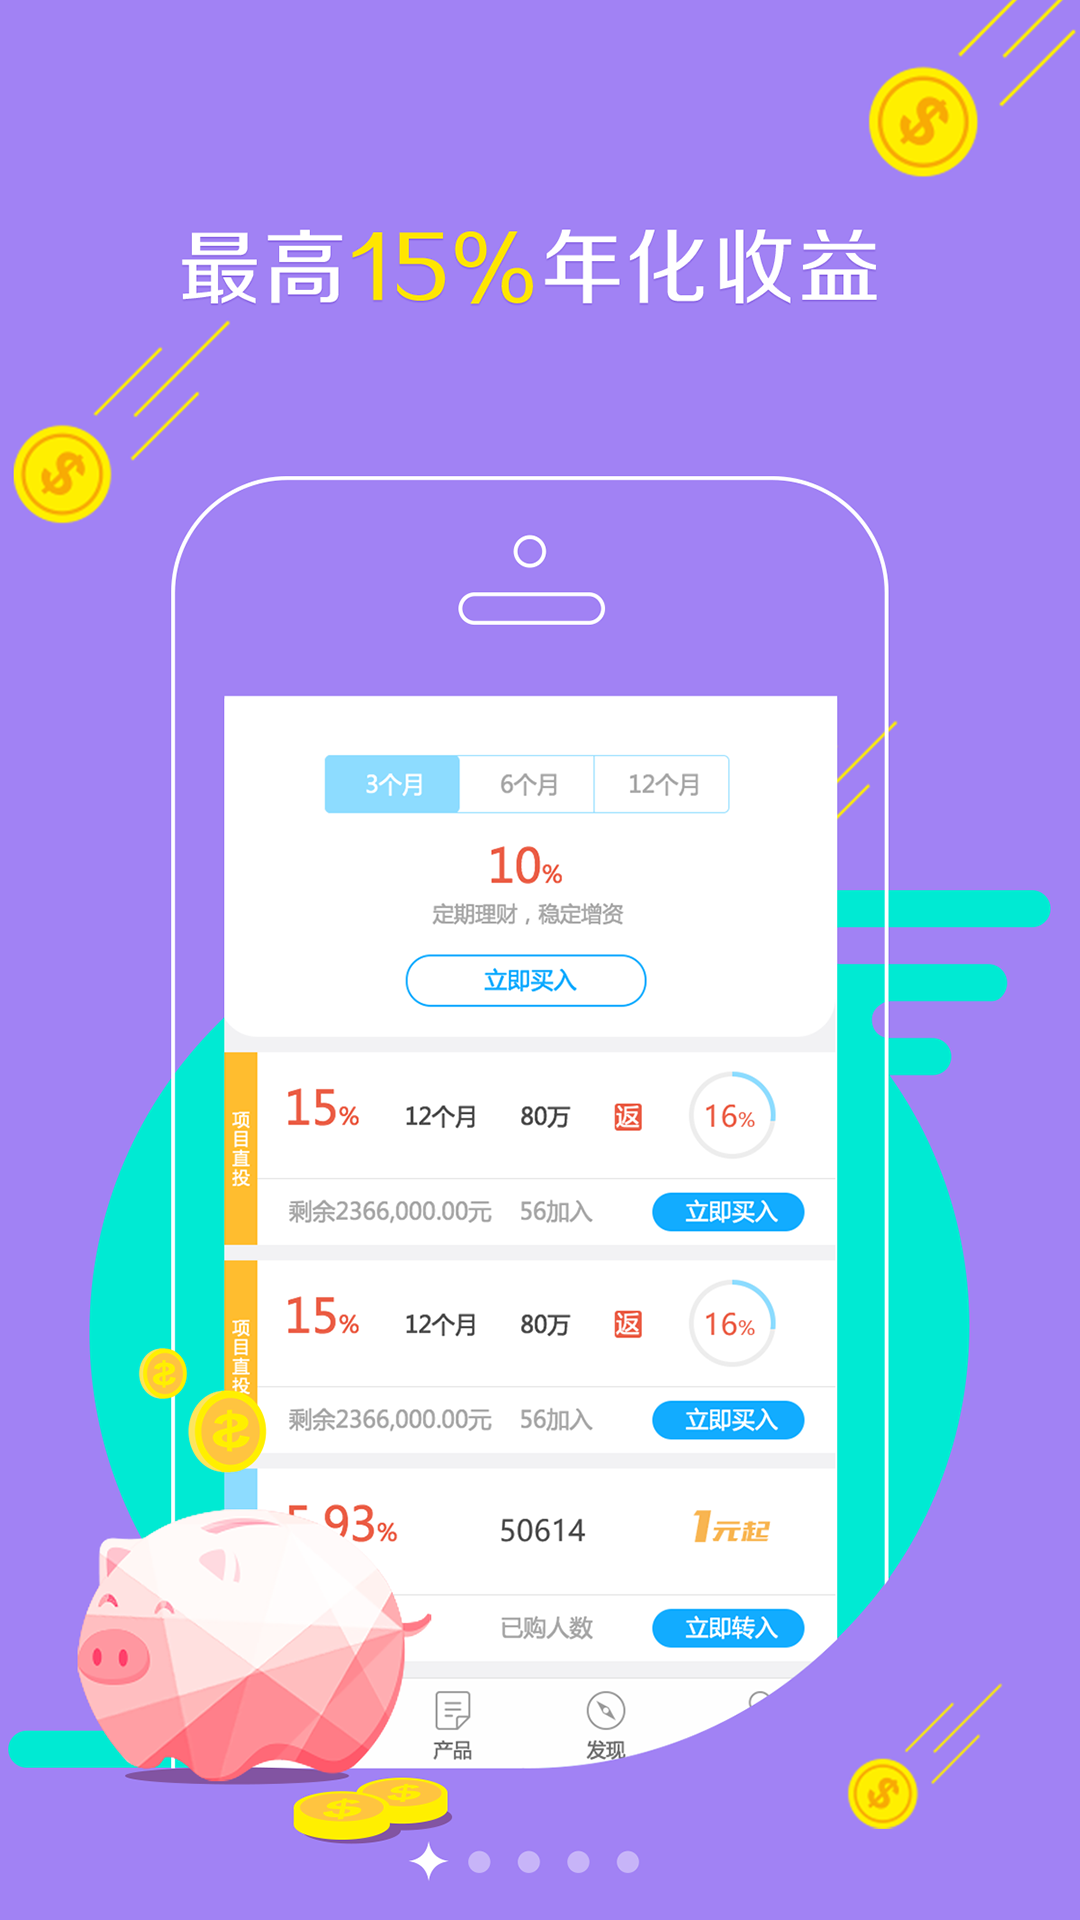 最高15%年化收益
3个月 6个月 12个月
10%
定期理财，稳定增资
立即买入
项目直投
15% 12个月 80万 返 16%
剩余2366,000.00元 56加入 立即买入
项目直投
15% 12个月 80万 返 16%
剩余2366,000.00元 56加入 立即买入
5.93% 50614 1元起
已购人数 立即转入
产品 发现